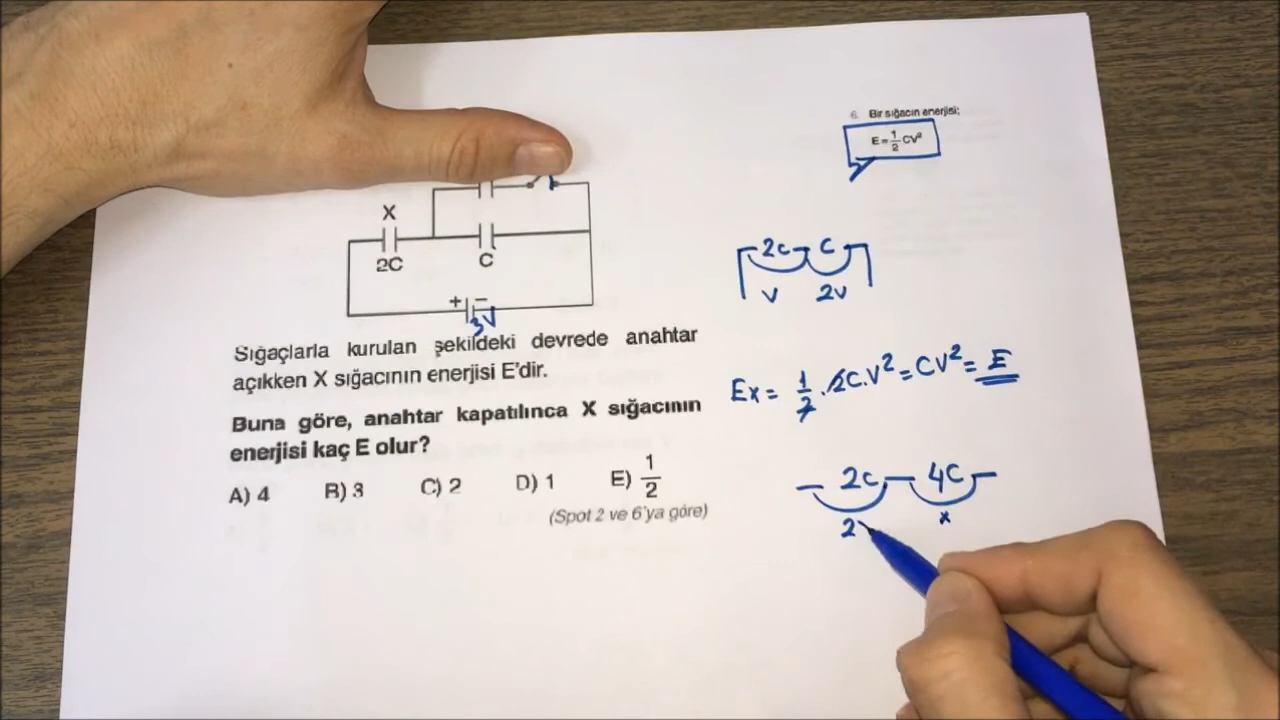 6. Bir sığacın enerjisi;
E=1/2 CV²
X
2C
C
+ −
3V
2C C
V 2V
Sığaçlarla kurulan şekildeki devrede anahtar
açıkken X sığacının enerjisi E'dir.
Buna göre, anahtar kapatılınca X sığacının
enerjisi kaç E olur?
A) 4 B) 3 C) 2 D) 1 E) 1/2
(Spot 2 ve 6'ya göre)
Ex = 1/2 . 2C.V² = CV² = E
2C 4C
2 x